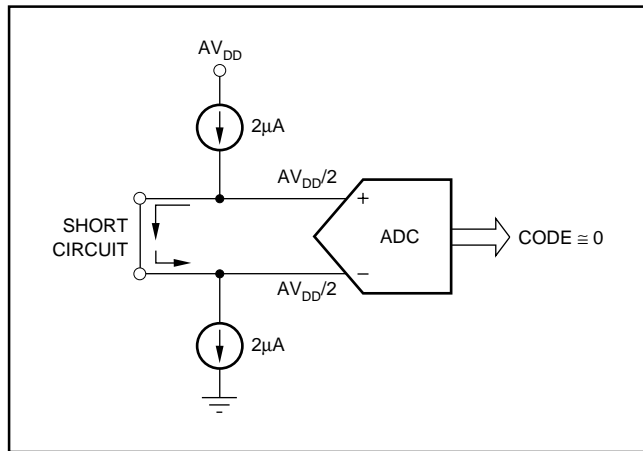 AVDD
2μA
AVDD/2
+
SHORT
CIRCUIT
ADC
CODE ≅ 0
−
AVDD/2
2μA